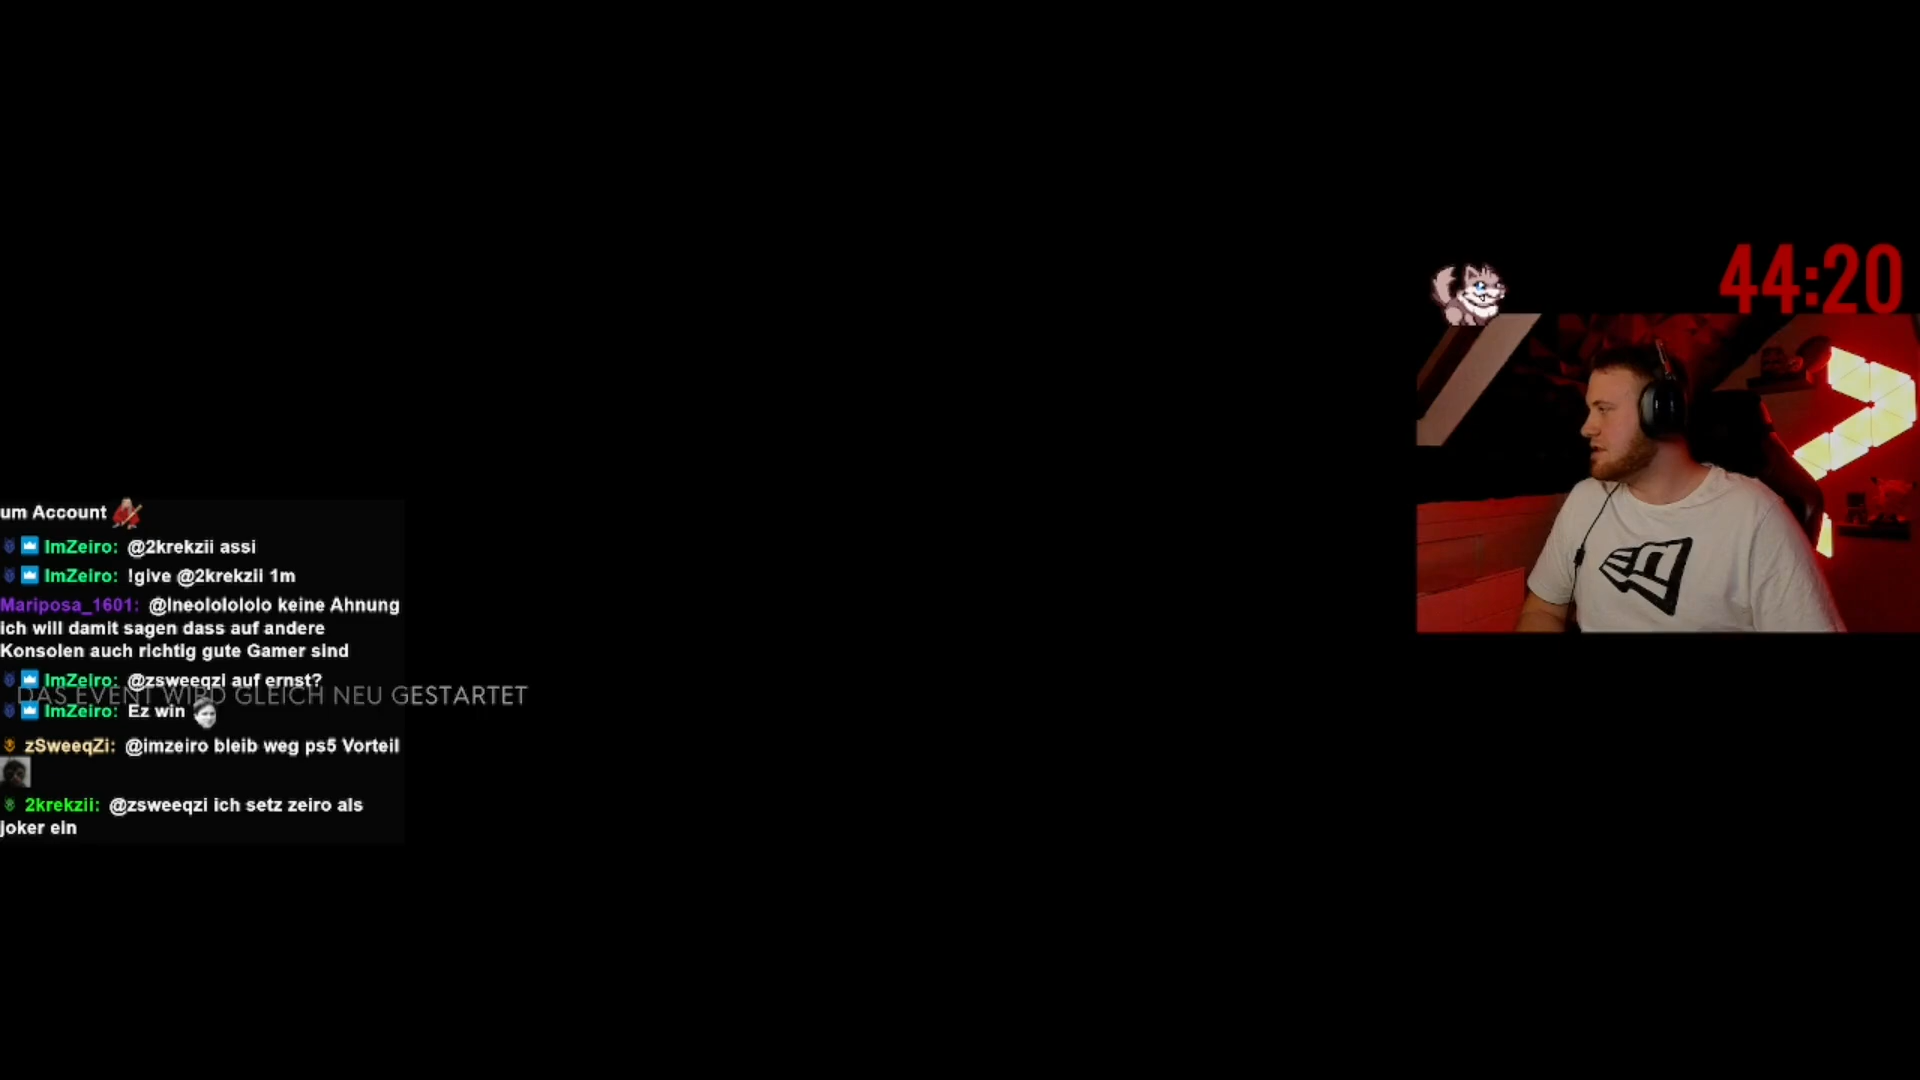 44:20
um Account
ImZeiro: @2krekzii assi
ImZeiro: !give @2krekzii 1m
Mariposa_1601: @lneololololo keine Ahnung
ich will damit sagen dass auf andere
Konsolen auch richtig gute Gamer sind
ImZeiro: @zsweeqzi auf ernst?
DAS EVENT WIRD GLEICH NEU GESTARTET
ImZeiro: Ez win
zSweeqZi: @imzeiro bleib weg ps5 Vorteil
2krekzii: @zsweeqzi ich setz zeiro als
joker ein